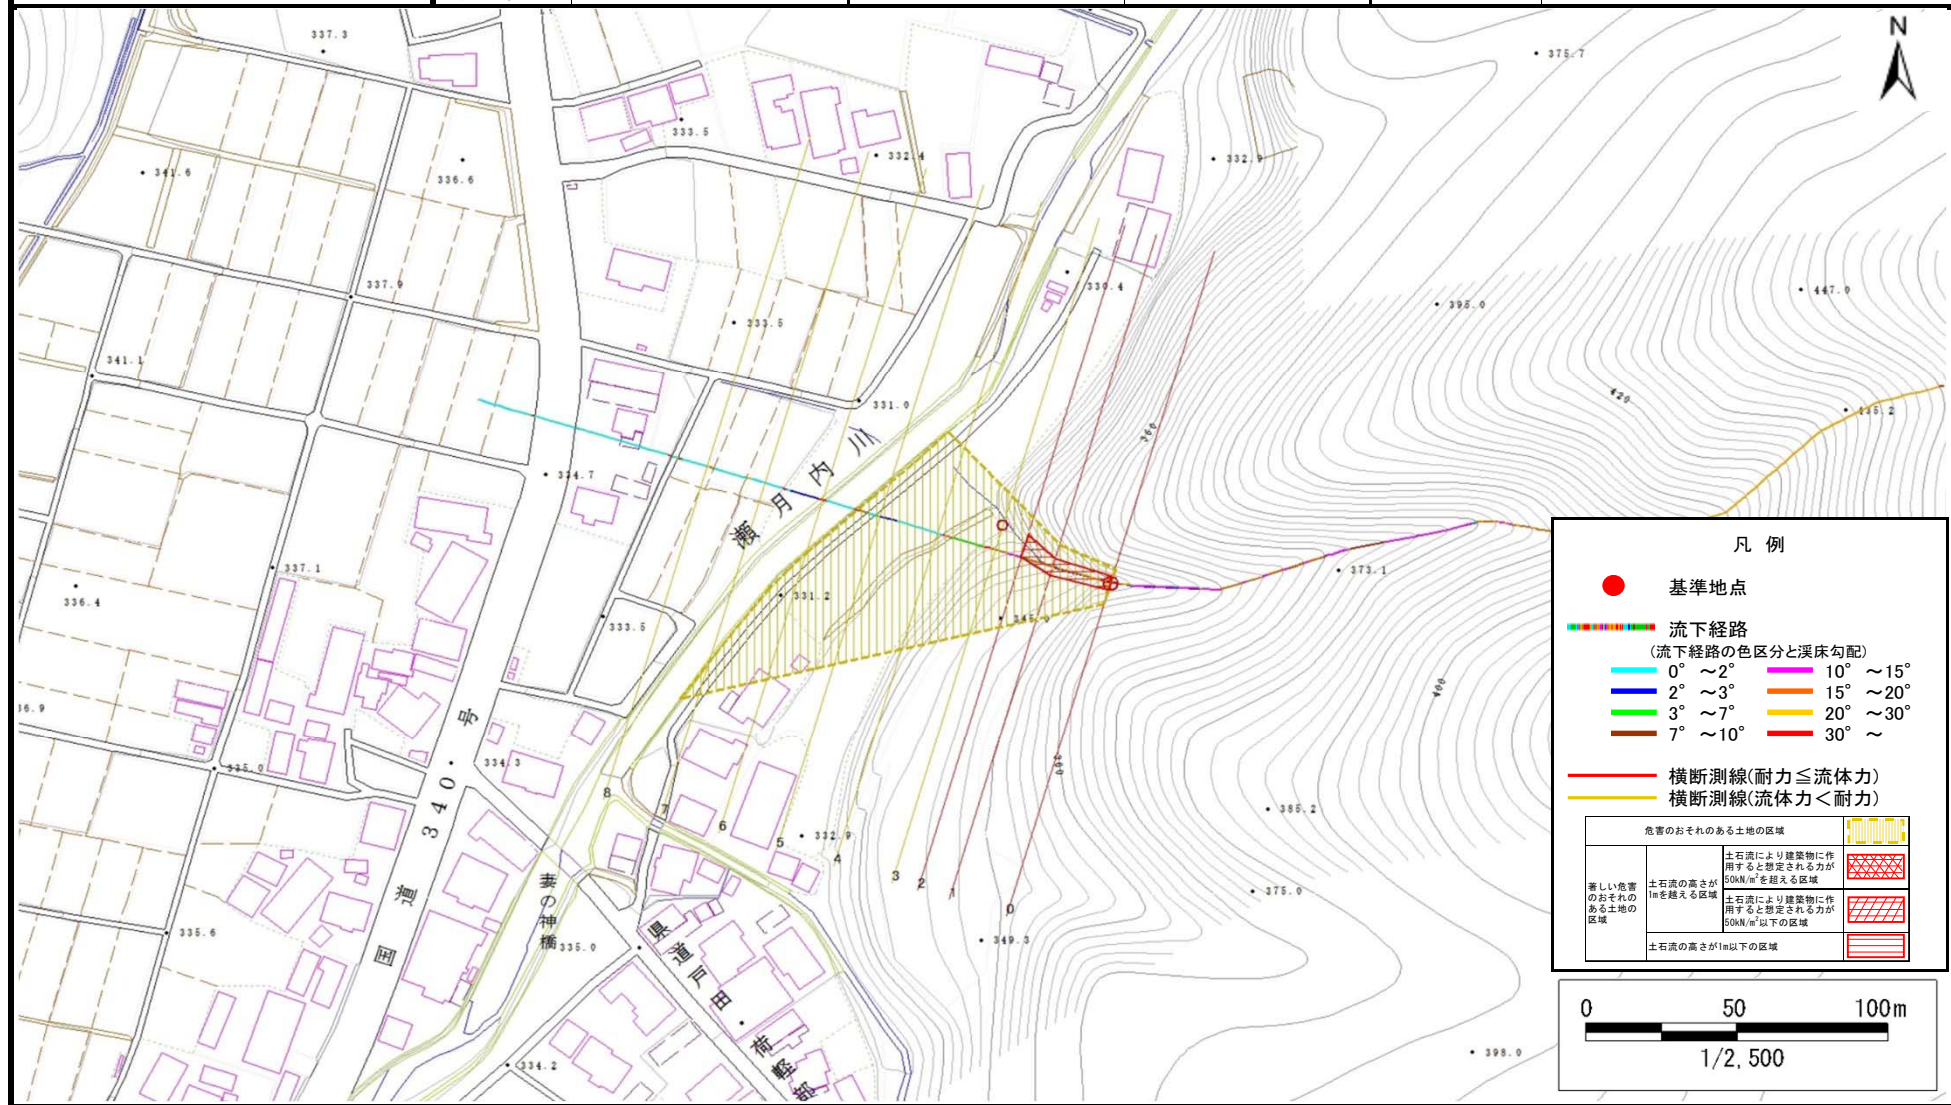 N
337.3
375.7
333.5
332.4
332.9
341.6
336.6
337.9
330.4
447.0
395.0
333.5
341.1
331.0
420
360
334.7
瀬月内川
337.1
373.1
336.4
331.2
333.5
345.0
400
335.0
334.3
360
385.2
332.9
375.0
335.6
335.0
349.3
334.2
398.0
8
7
6
5
4
3
2
1
0
国道340号
妻の神橋
県道戸田荷軽部
凡 例
基準地点
流下経路
(流下経路の色区分と渓床勾配)
0° ～2°
10° ～15°
2° ～3°
15° ～20°
3° ～7°
20° ～30°
7° ～10°
30° ～
横断測線(耐力≦流体力)
横断測線(流体力＜耐力)
危害のおそれのある土地の区域
著しい危害
のおそれの
ある土地の
区域
土石流の高さが
1mを越える区域
土石流により建築物に作
用すると想定される力が
50kN/m²を超える区域
土石流により建築物に作
用すると想定される力が
50kN/m²以下の区域
土石流の高さが1m以下の区域
0 50 100m
1/2,500